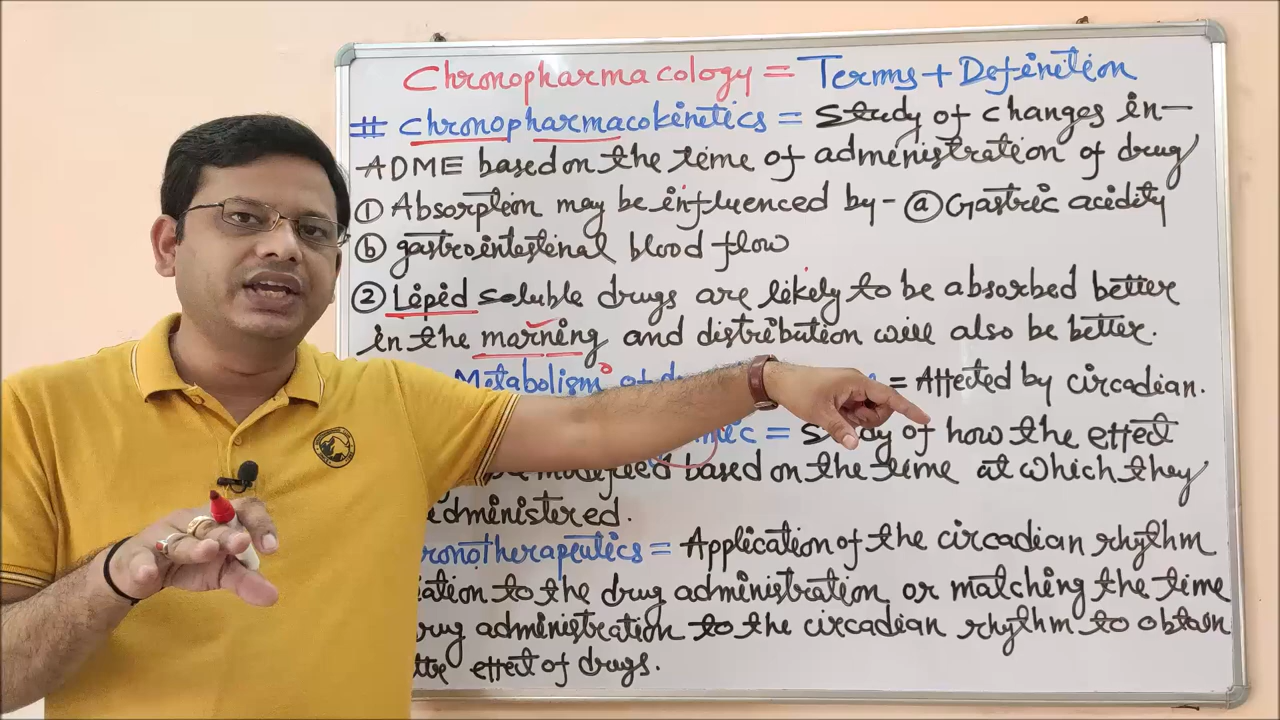 Chronopharmacology = Terms + Definition
# Chronopharmacokinetics = Study of changes in-
ADME based on the time of administration of drug
① Absorption may be influenced by - ⓐ Gastric acidity
ⓑ gastrointestinal blood flow
② Lipid soluble drugs are likely to be absorbed better
in the marning and distribution will also be better.
Metabolism of = Affected by circadian.
= Study of how the effect
based on the time at which they
administered.
= Application of the circadian rhythm
to the drug administration or matching the time
administration to the circadian rhythm to obtain
effect of drugs.